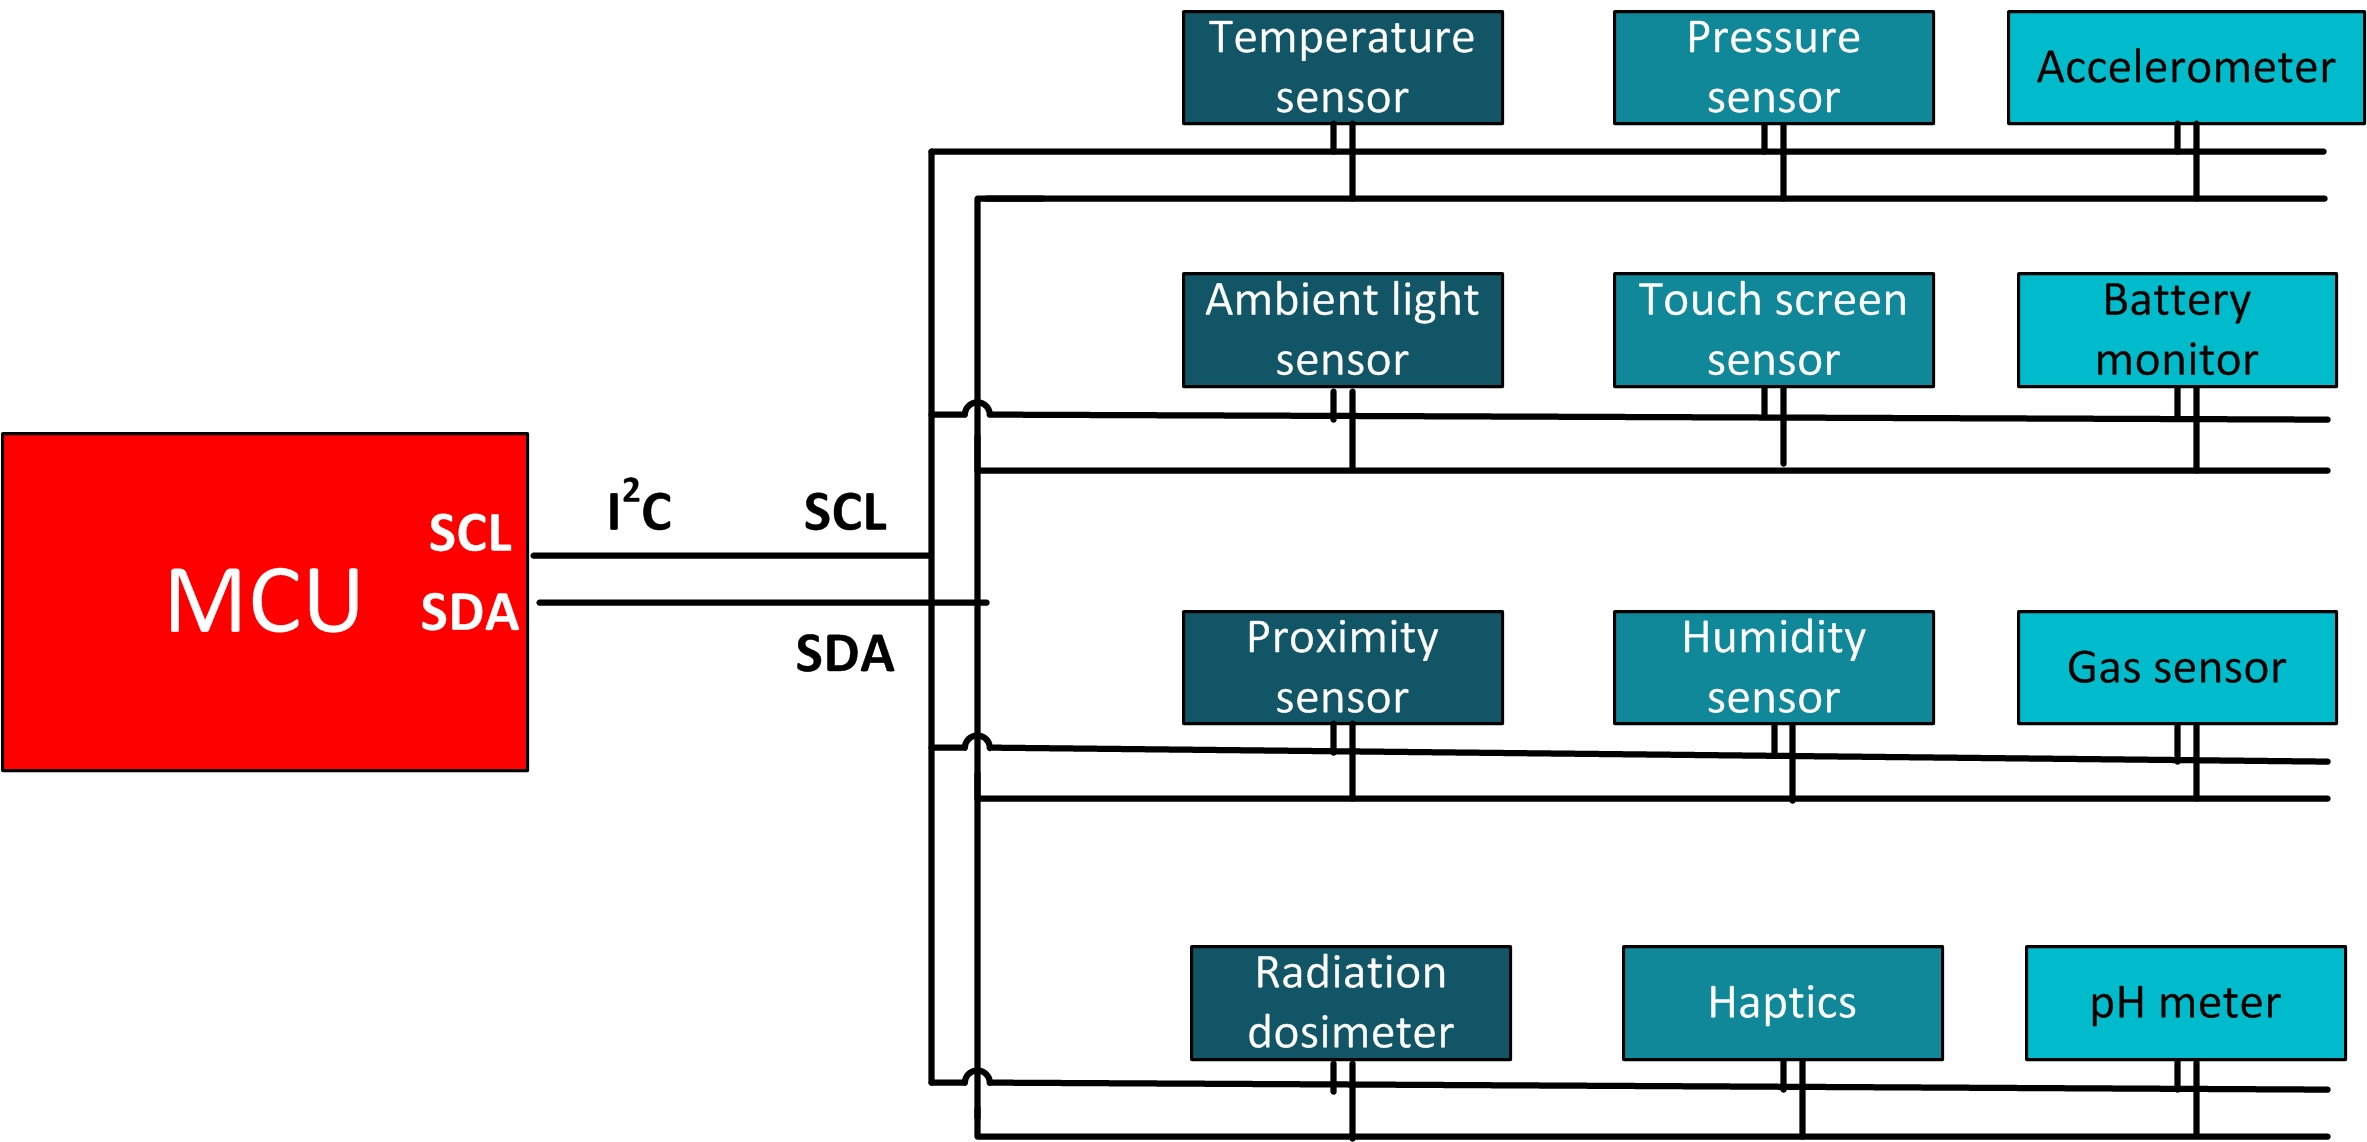 Temperature
sensor
Pressure
sensor
Accelerometer
Ambient light
sensor
Touch screen
sensor
Battery
monitor
MCU
SCL
SDA
I²C
SCL
SDA
Proximity
sensor
Humidity
sensor
Gas sensor
Radiation
dosimeter
Haptics
pH meter